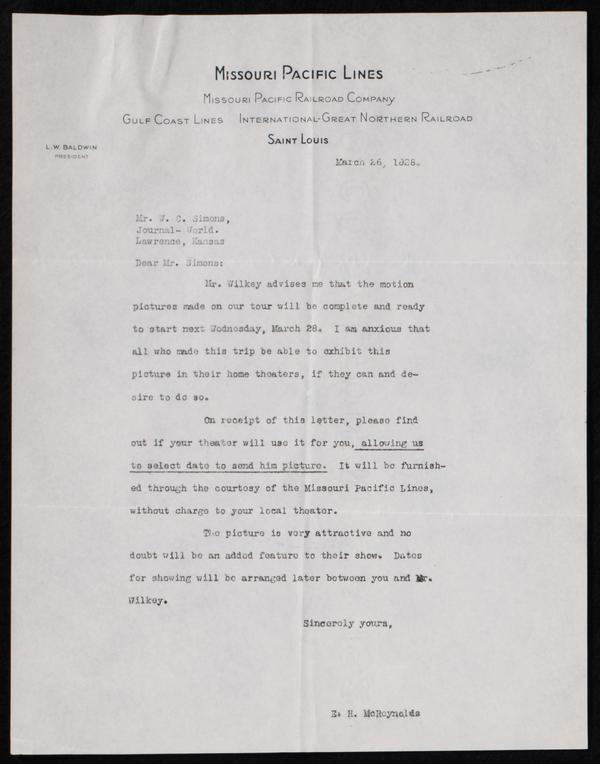 MISSOURI PACIFIC LINES
MISSOURI PACIFIC RAILROAD COMPANY
GULF COAST LINES INTERNATIONAL-GREAT NORTHERN RAILROAD
SAINT LOUIS
L.W. BALDWIN
PRESIDENT
March 26, 1928.
Mr. W. C. Simons,
Journal- World.
Lawrence, Kansas
Dear Mr. Simons:
Mr. Wilkey advises me that the motion
pictures made on our tour will be complete and ready
to start next Wednesday, March 28. I am anxious that
all who made this trip be able to exhibit this
picture in their home theaters, if they can and de-
sire to do so.
On receipt of this letter, please find
out if your theater will use it for you, allowing us
to select date to send him picture. It will be furnish-
ed through the courtosy of the Missouri Pacific Lines,
without charge to your local theator.
The picture is very attractive and no
doubt will be an added feature to their show. Dates
for showing will be arranged later between you and Mr.
Wilkey.
Sincerely yours,
E. H. McReynolds